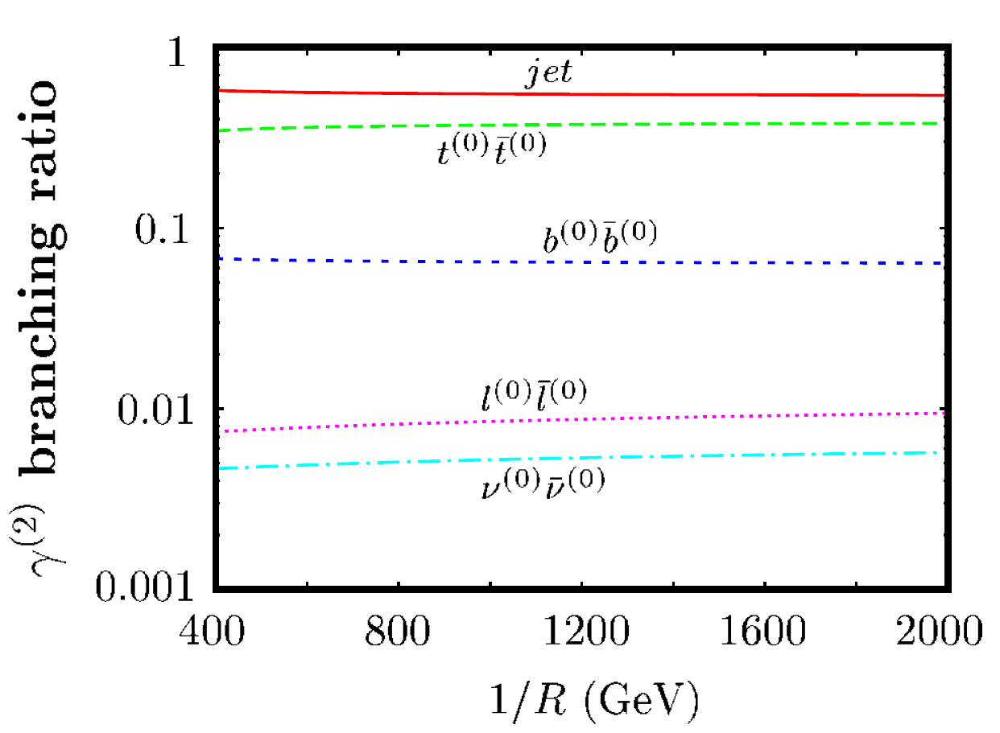 γ(2) branching ratio
1
0.1
0.01
0.001
jet
t(0)t̄(0)
b(0)b̄(0)
l(0)l̄(0)
ν(0)ν̄(0)
400 800 1200 1600 2000
1/R (GeV)